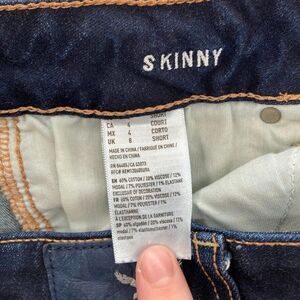 SKINNY
SHORT
CA 4 COURT
MX 4 CORTO
UK 8 SHORT
MADE IN CHINA / FABRIQUÉ EN CHINE /
HECHO EN CHINA
EN 60% COTTON / 20% VISCOSE / 12%
MODAL / 7% POLYESTER / 1% ELASTANE
EXCLUSIVE OF DECORATION
FR 60% COTON / 20% VISCOSE / 12%
MODAL / 7% POLYESTER / 1%
ÉLASTHANNE
À L'EXCEPTION DE LA GARNITURE
SP 60% algodón / 20% viscosa / 12%
modal / 7% elastomultiester / 1%
elastano